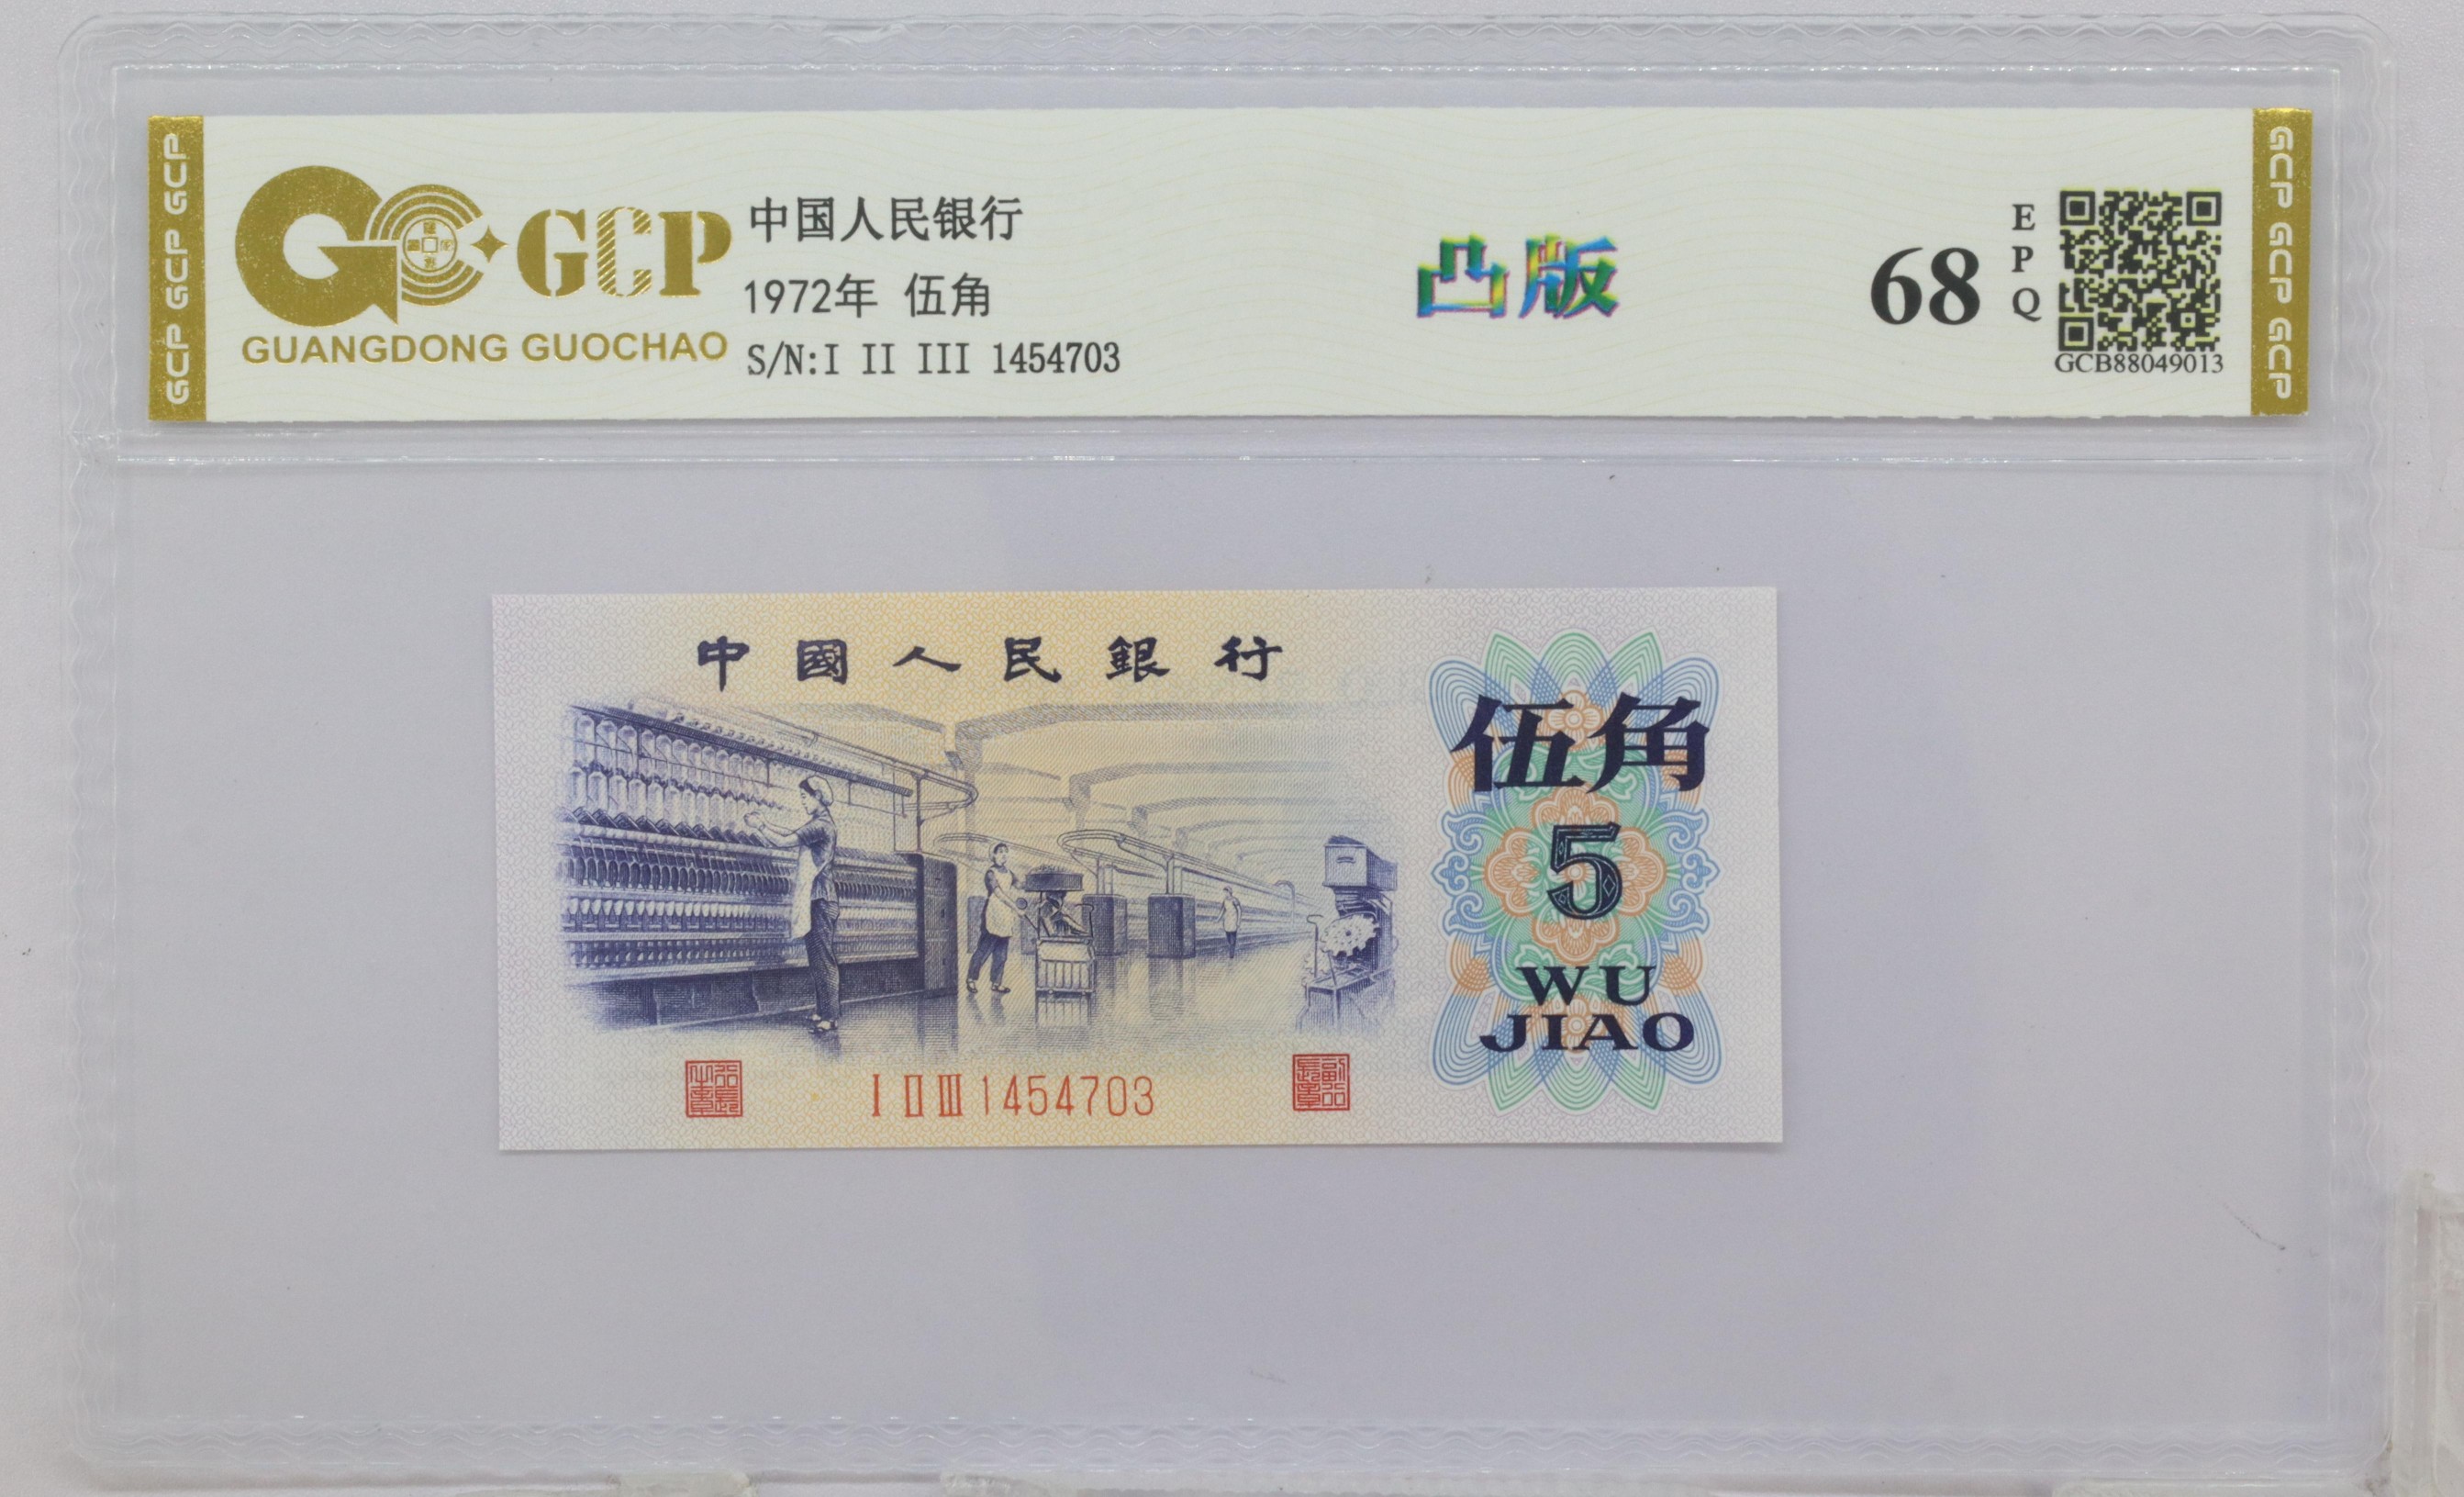 GCP GCP GCP
GCP
GUANGDONG GUOCHAO
中国人民银行
1972年 伍角
S/N:I II III 1454703
凸版
68
EPQ
GCB88049013
GCP GCP GCP
中國人民銀行
伍角
5
WU
JIAO
I II III 1454703